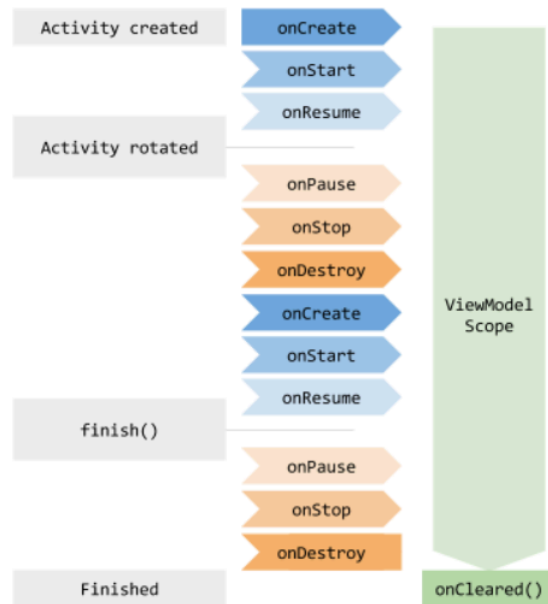 Activity created
onCreate
onStart
onResume
Activity rotated
onPause
onStop
onDestroy
onCreate
onStart
onResume
ViewModel
Scope
finish()
onPause
onStop
onDestroy
Finished
onCleared()